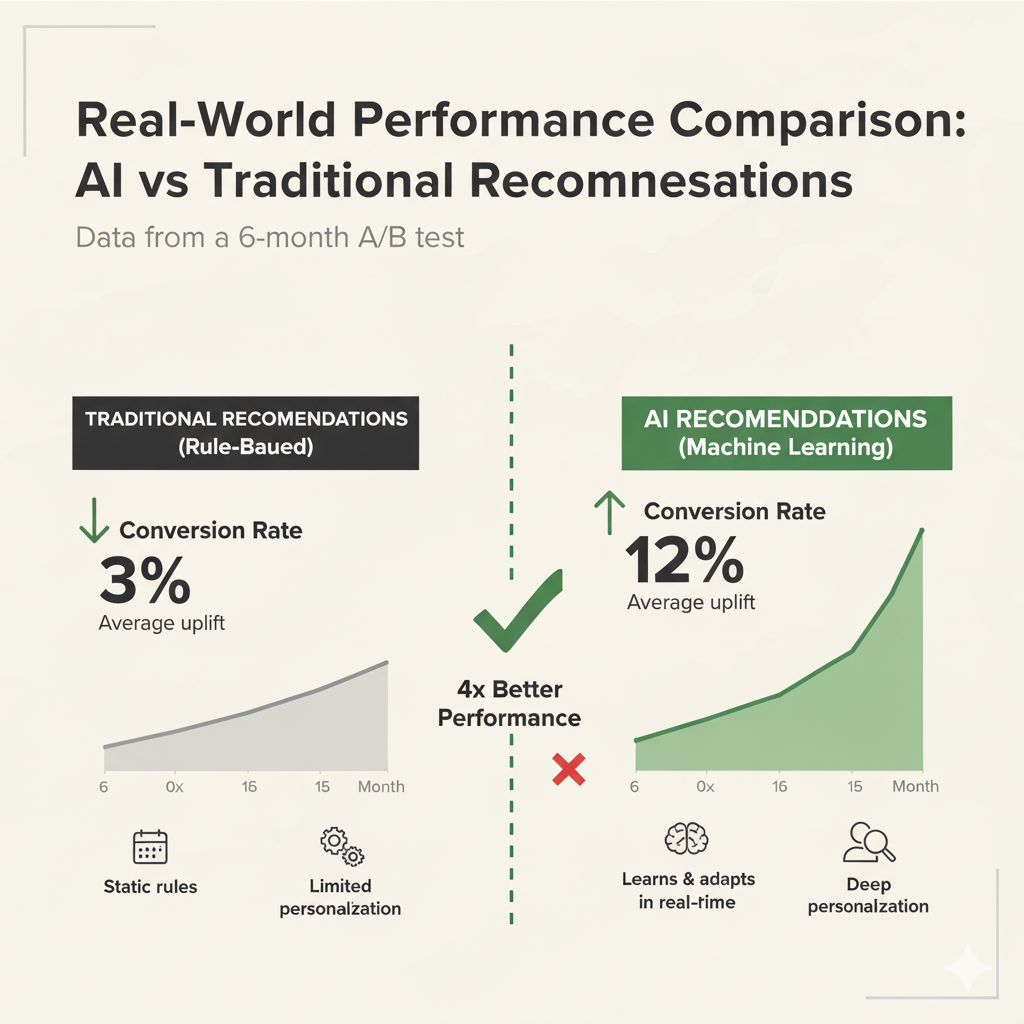 Real-World Performance Comparison:
AI vs Traditional Recomnesations
Data from a 6-month A/B test
TRADITIONAL RECOMENDATIONS
(Rule-Baued)
Conversion Rate
3%
Average uplift
6 0x 16 15 Month
Static rules
Limited
personalzation
4x Better
Performance
AI RECOMENDDATIONS
(Machine Learning)
Conversion Rate
12%
Average uplift
6 0x 16 15 Month
Learns & adapts
in real-rime
Deep
personalzation